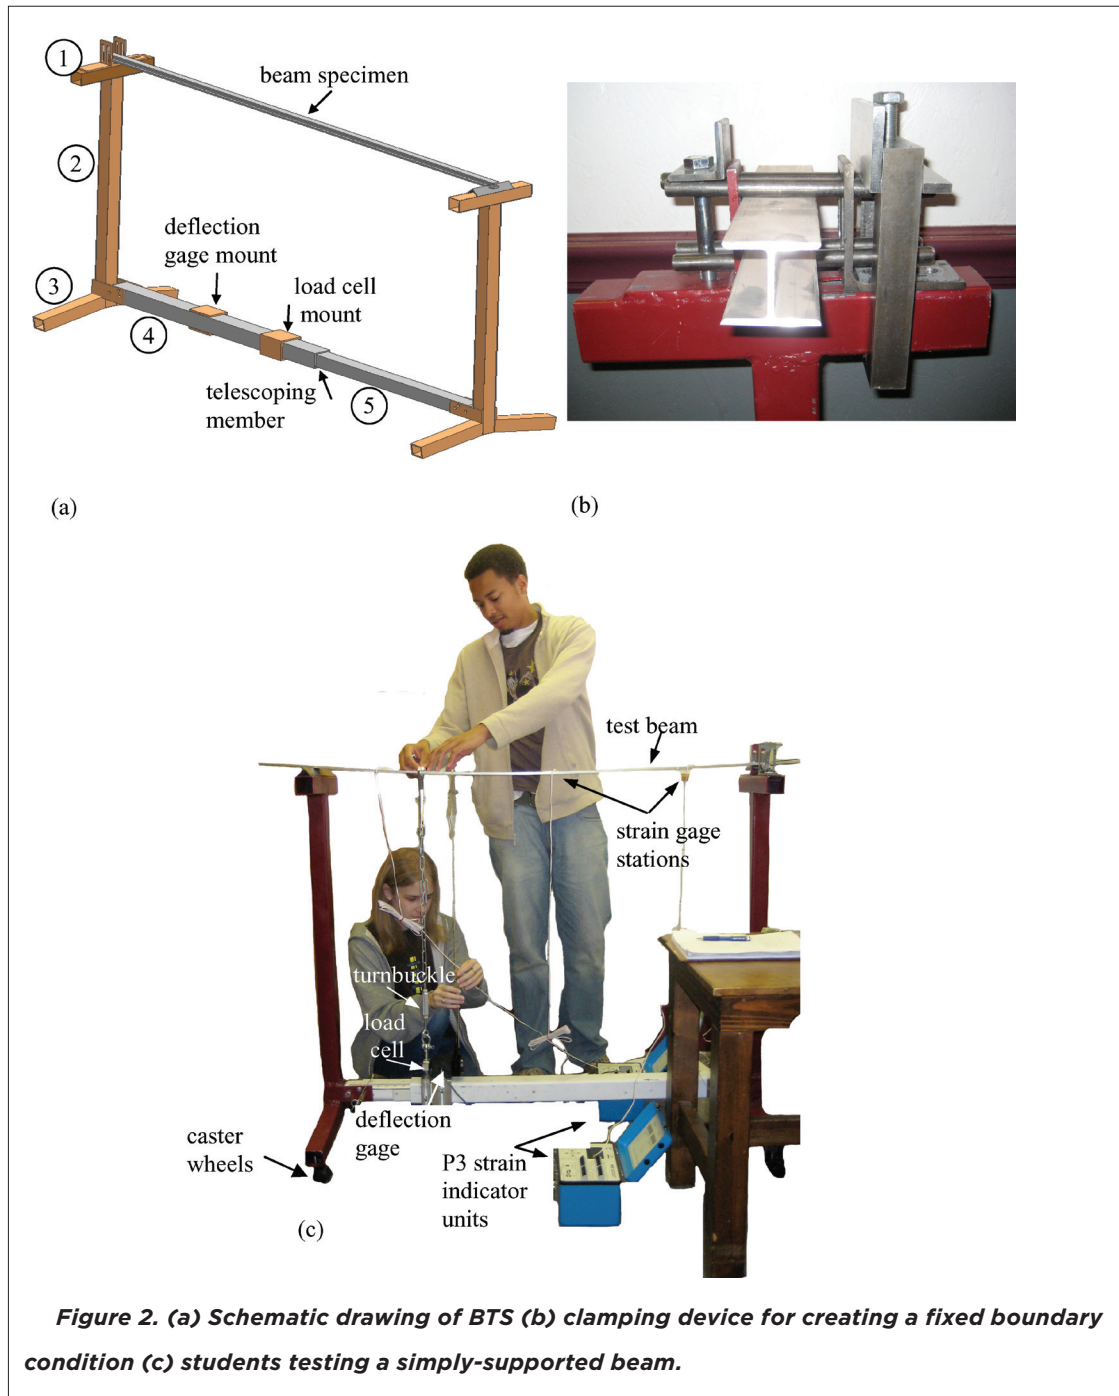 1
beam specimen
2
deflection
gage mount
3
load cell
mount
4
telescoping
member
5
(a)
(b)
test beam
strain gage
stations
turnbuckle
load
cell
deflection
gage
caster
wheels
P3 strain
indicator
units
(c)
Figure 2. (a) Schematic drawing of BTS (b) clamping device for creating a fixed boundary
condition (c) students testing a simply-supported beam.